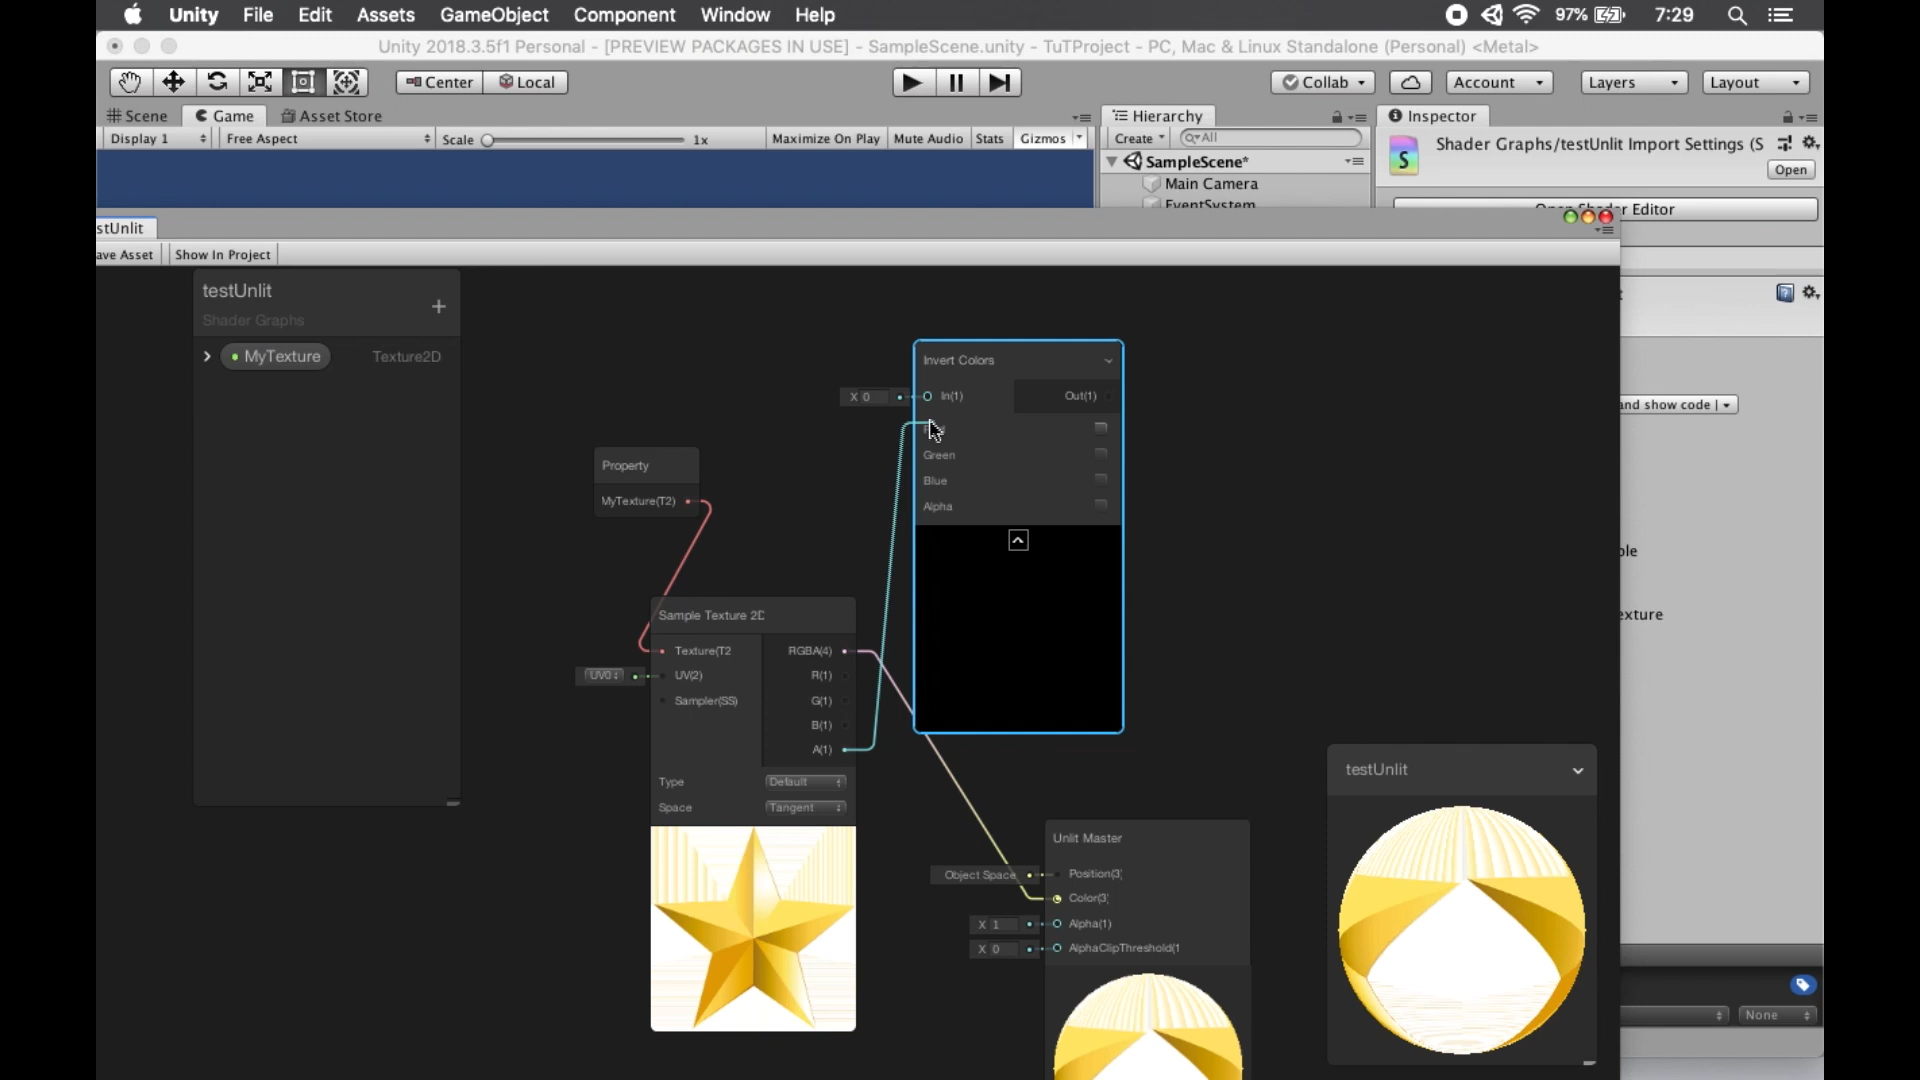 Unity File Edit Assets GameObject Component Window Help 97% 7:29
Unity 2018.3.5f1 Personal - [PREVIEW PACKAGES IN USE] - SampleScene.unity - TuTProject - PC, Mac & Linux Standalone (Personal) <Metal>
Center Local Collab Account Layers Layout
Scene Game Asset Store Hierarchy Inspector
Display 1 Free Aspect Scale 1x Maximize On Play Mute Audio Stats Gizmos Create All
Shader Graphs/testUnlit Import Settings (S
Open
SampleScene*
Main Camera
EventSystem
r Editor
stUnlit
ave Asset Show In Project
testUnlit
Shader Graphs
MyTexture Texture2D
Invert Colors
X 0 In(1) Out(1)
Green
Blue
Alpha
and show code
Property
MyTexture(T2)
ple
exture
Sample Texture 2D
Texture(T2 RGBA(4)
UV0 UV(2) R(1)
Sampler(SS) G(1)
B(1)
A(1)
Type Default
Space Tangent
testUnlit
Unlit Master
Object Space Position(3)
Color(3)
X 1 Alpha(1)
X 0 AlphaClipThreshold(1
None